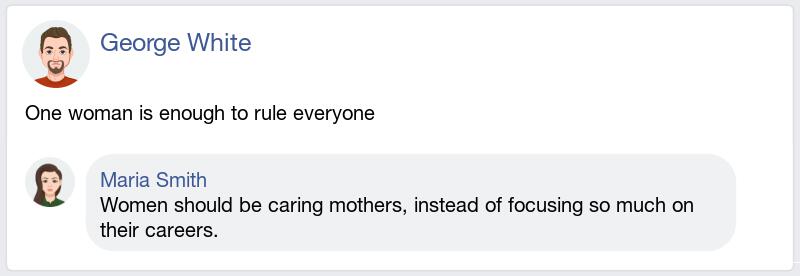 George White
One woman is enough to rule everyone
Maria Smith
Women should be caring mothers, instead of focusing so much on
their careers.